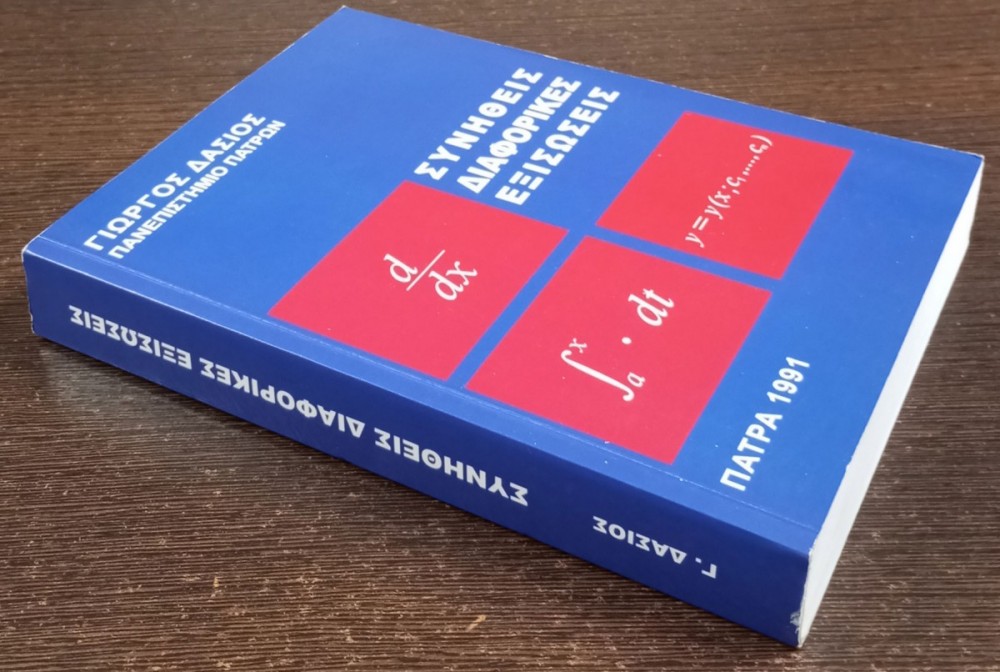 ΓΙΩΡΓΟΣ ΔΑΣΙΟΣ
ΠΑΝΕΠΙΣΤΗΜΙΟ ΠΑΤΡΩΝ
ΣΥΝΗΘΕΙΣ
ΔΙΑΦΟΡΙΚΕΣ
ΕΞΙΣΩΣΕΙΣ
d/dx
y = y(x; c₁,..., cₙ)
∫ₐˣ · dt
ΠΑΤΡΑ 1991
Γ. ΔΑΣΙΟΣ ΣΥΝΗΘΕΙΣ ΔΙΑΦΟΡΙΚΕΣ ΕΞΙΣΩΣΕΙΣ